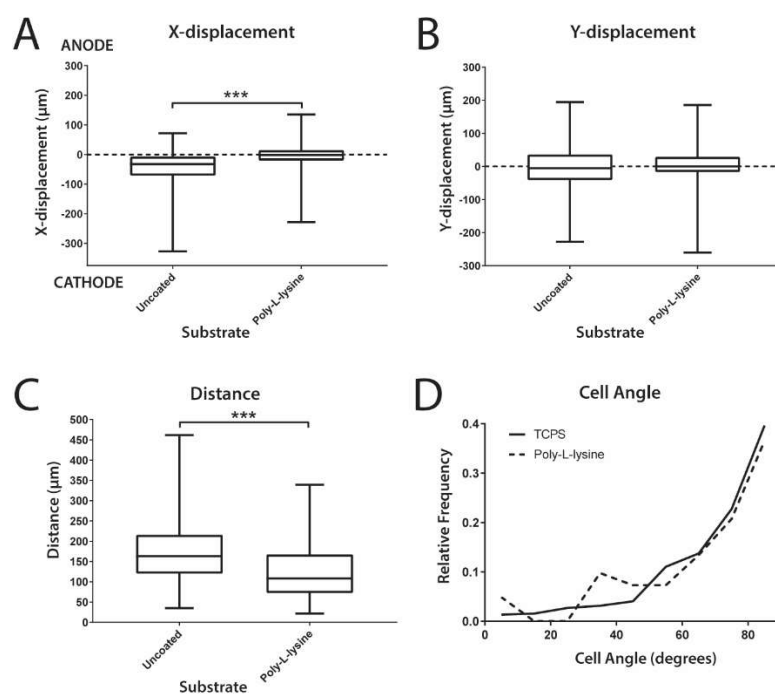 A
X-displacement
ANODE
300
200
100
0
-100
-200
-300
X-displacement (µm)
***
CATHODE
Uncoated
Poly-L-lysine
Substrate
B
Y-displacement
300
200
100
0
-100
-200
-300
Y-displacement (µm)
Uncoated
Poly-L-lysine
Substrate
C
Distance
500
450
400
350
300
250
200
150
100
50
0
Distance (µm)
***
Uncoated
Poly-L-lysine
Substrate
D
Cell Angle
0.4
0.3
0.2
0.1
0.0
Relative Frequency
TCPS
Poly-L-lysine
0 20 40 60 80
Cell Angle (degrees)